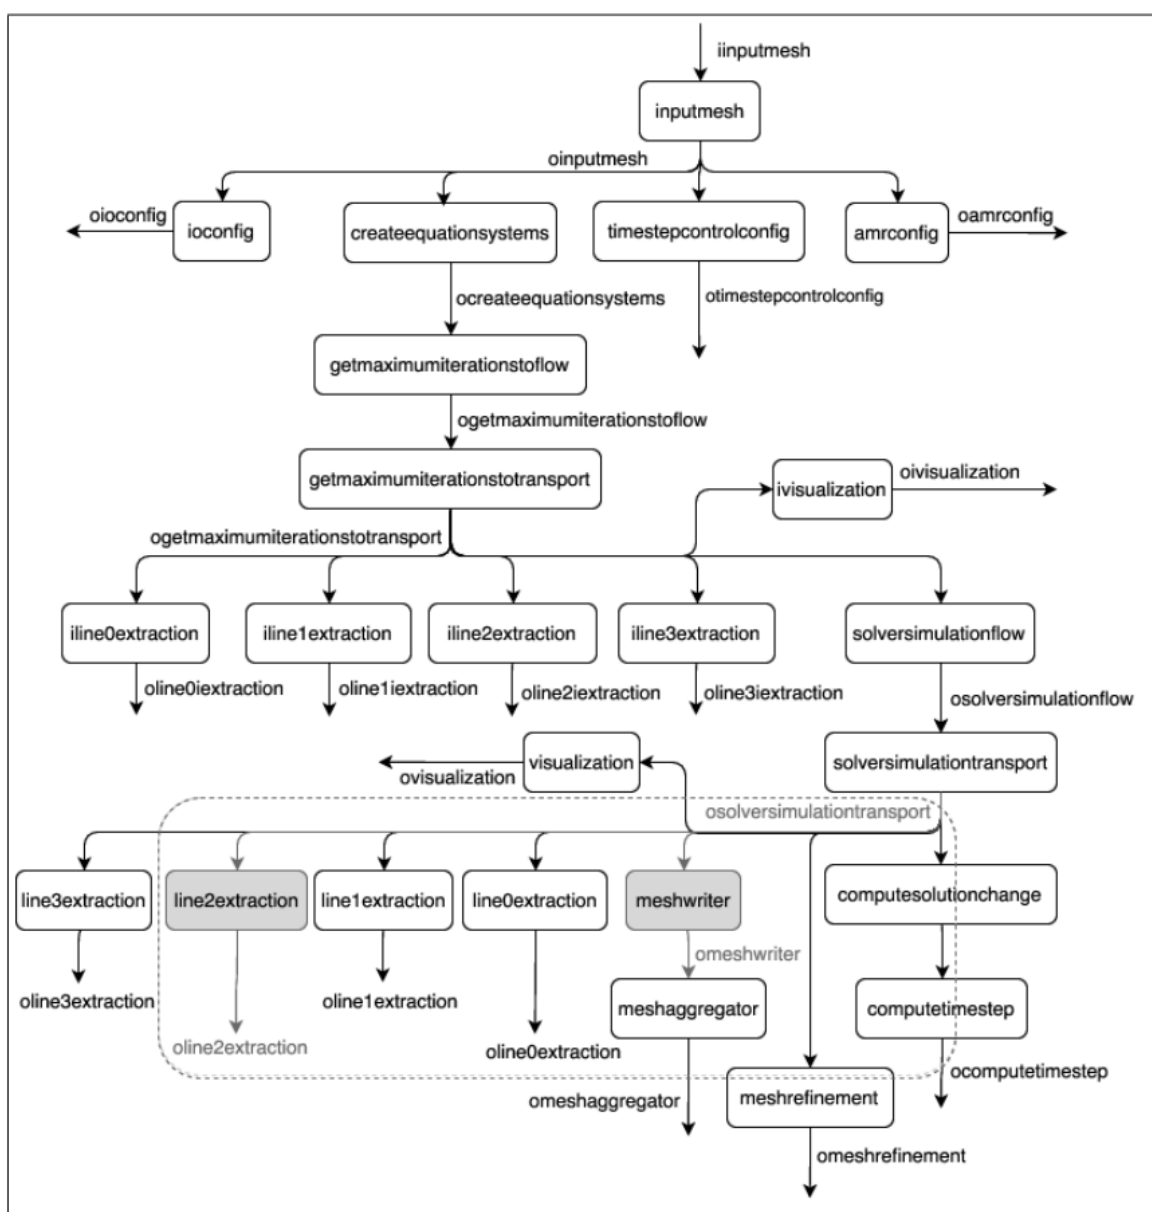 iinputmesh
inputmesh
oinputmesh
oioconfig
ioconfig
createequationsystems
timestepcontrolconfig
amrconfig
oamrconfig
ocreateequationsystems
otimestepcontrolconfig
getmaximumiterationstoflow
ogetmaximumiterationstoflow
getmaximumiterationstotransport
ivisualization
oivisualization
ogetmaximumiterationstotransport
iline0extraction
iline1extraction
iline2extraction
iline3extraction
solversimulationflow
oline0iextraction
oline1iextraction
oline2iextraction
oline3iextraction
osolversimulationflow
ovisualization
visualization
solversimulationtransport
osolversimulationtransport
line3extraction
line2extraction
line1extraction
line0extraction
meshwriter
computesolutionchange
omeshwriter
oline3extraction
oline1extraction
meshaggregator
computetimestep
oline2extraction
oline0extraction
ocomputetimestep
omeshaggregator
meshrefinement
omeshrefinement